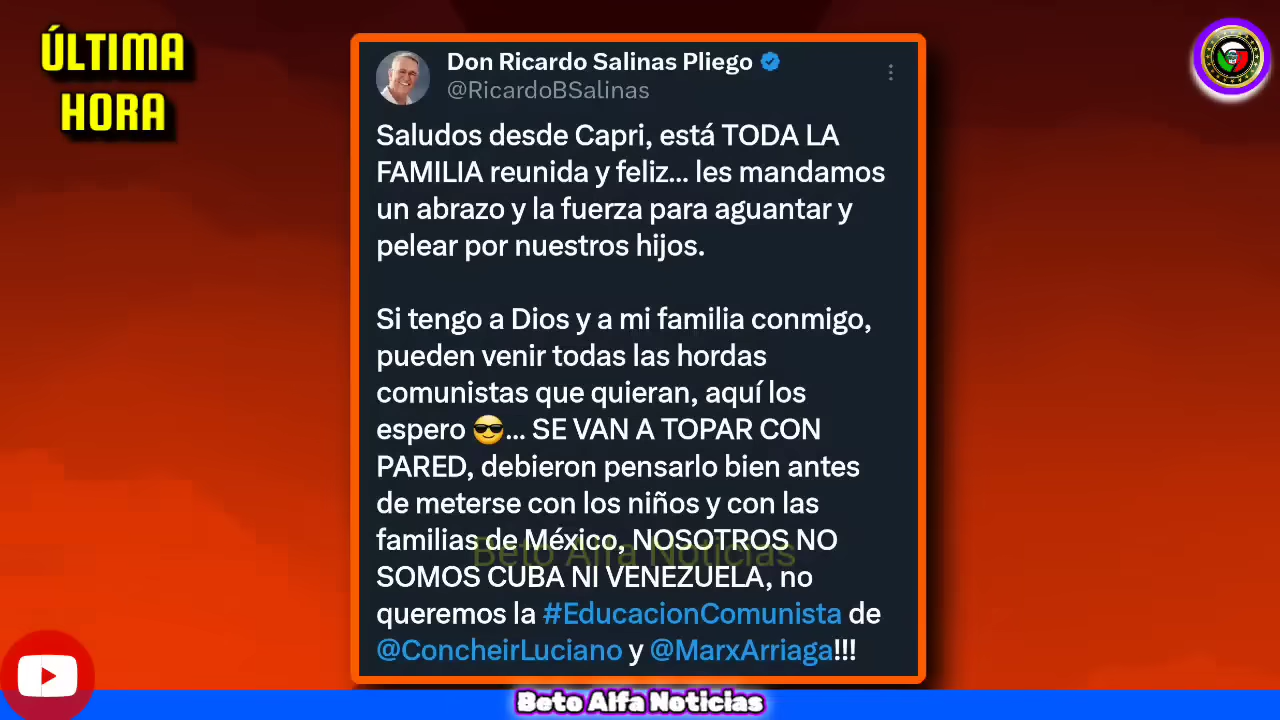 ÚLTIMA
HORA
Don Ricardo Salinas Pliego
@RicardoBSalinas
Saludos desde Capri, está TODA LA
FAMILIA reunida y feliz... les mandamos
un abrazo y la fuerza para aguantar y
pelear por nuestros hijos.
Si tengo a Dios y a mi familia conmigo,
pueden venir todas las hordas
comunistas que quieran, aquí los
espero 😎... SE VAN A TOPAR CON
PARED, debieron pensarlo bien antes
de meterse con los niños y con las
familias de México, NOSOTROS NO
SOMOS CUBA NI VENEZUELA, no
queremos la #EducacionComunista de
@ConcheirLuciano y @MarxArriaga!!!
Beto Alfa Noticias
Beto Alfa Noticias